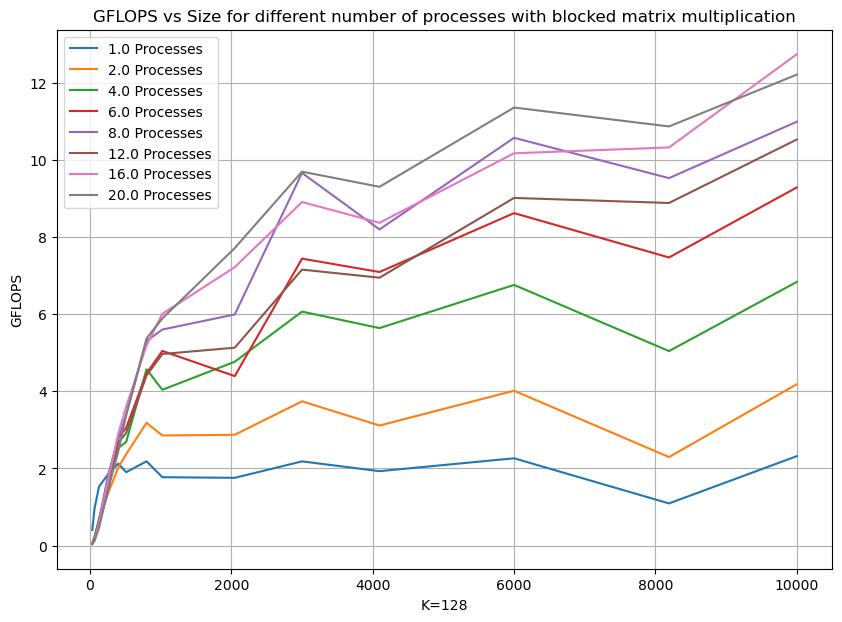 GFLOPS vs Size for different number of processes with blocked matrix multiplication
1.0 Processes
2.0 Processes
4.0 Processes
6.0 Processes
8.0 Processes
12.0 Processes
16.0 Processes
20.0 Processes
GFLOPS
12
10
8
6
4
2
0
0 2000 4000 6000 8000 10000
K=128